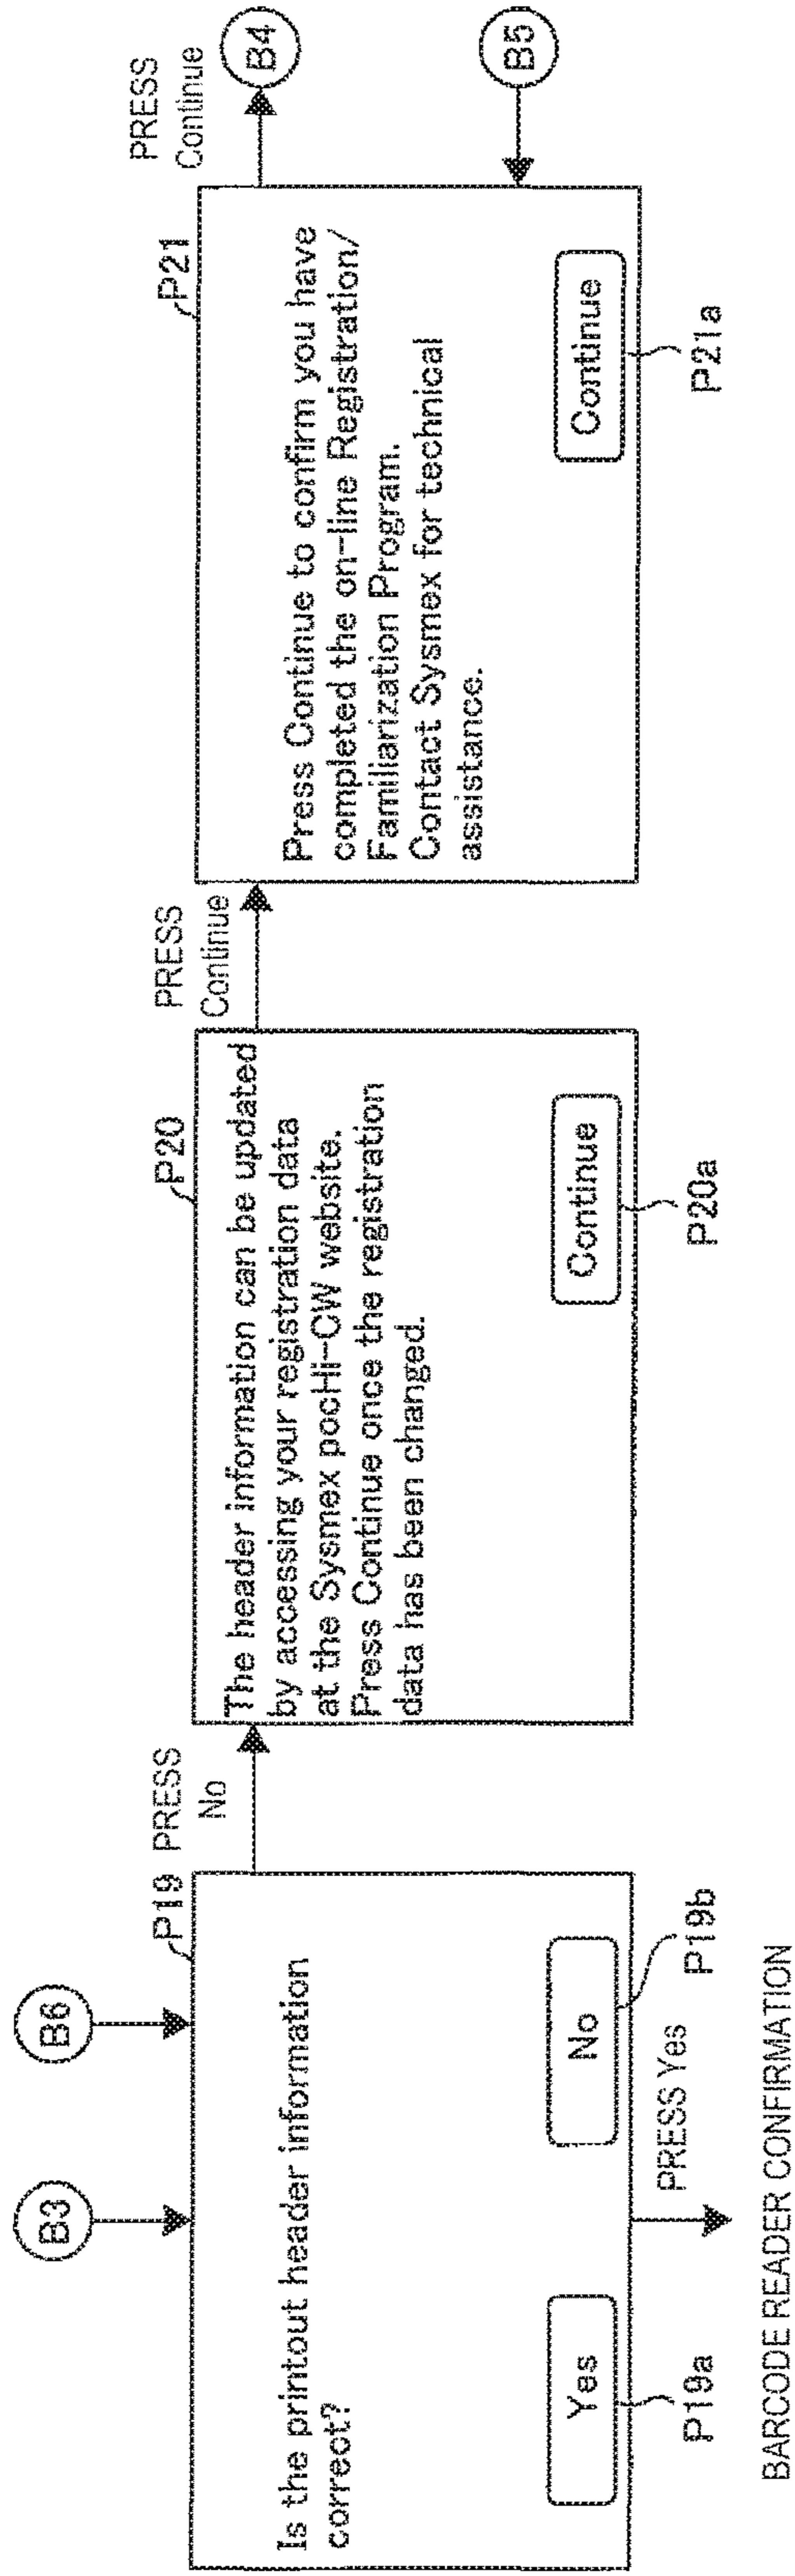 B3
B6
P19
Is the printout header information
correct?
Yes
No
P19a
P19b
PRESS Yes
BARCODE READER CONFIRMATION
PRESS
No
P20
The header information can be updated
by accessing your registration data
at the Sysmex pocHi-CW website.
Press Continue once the registration
data has been changed.
Continue
P20a
PRESS
Continue
P21
Press Continue to confirm you have
completed the on-line Registration/
Familiarization Program.
Contact Sysmex for technical
assistance.
Continue
P21a
PRESS
Continue
B4
B5